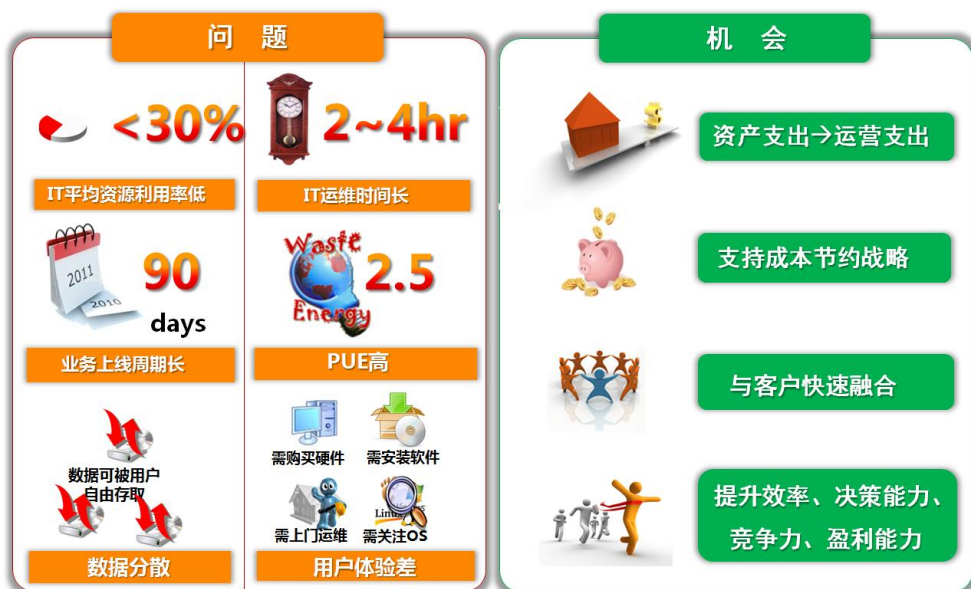 问 题
<30%
2~4hr
IT平均资源利用率低
IT运维时间长
2011
2010
90
days
Waste
Energy
2.5
业务上线周期长
PUE高
数据可被用户
自由存取
需购买硬件
需安装软件
需上门运维
需关注OS
数据分散
用户体验差
机 会
资产支出→运营支出
支持成本节约战略
与客户快速融合
提升效率、决策能力、
竞争力、盈利能力